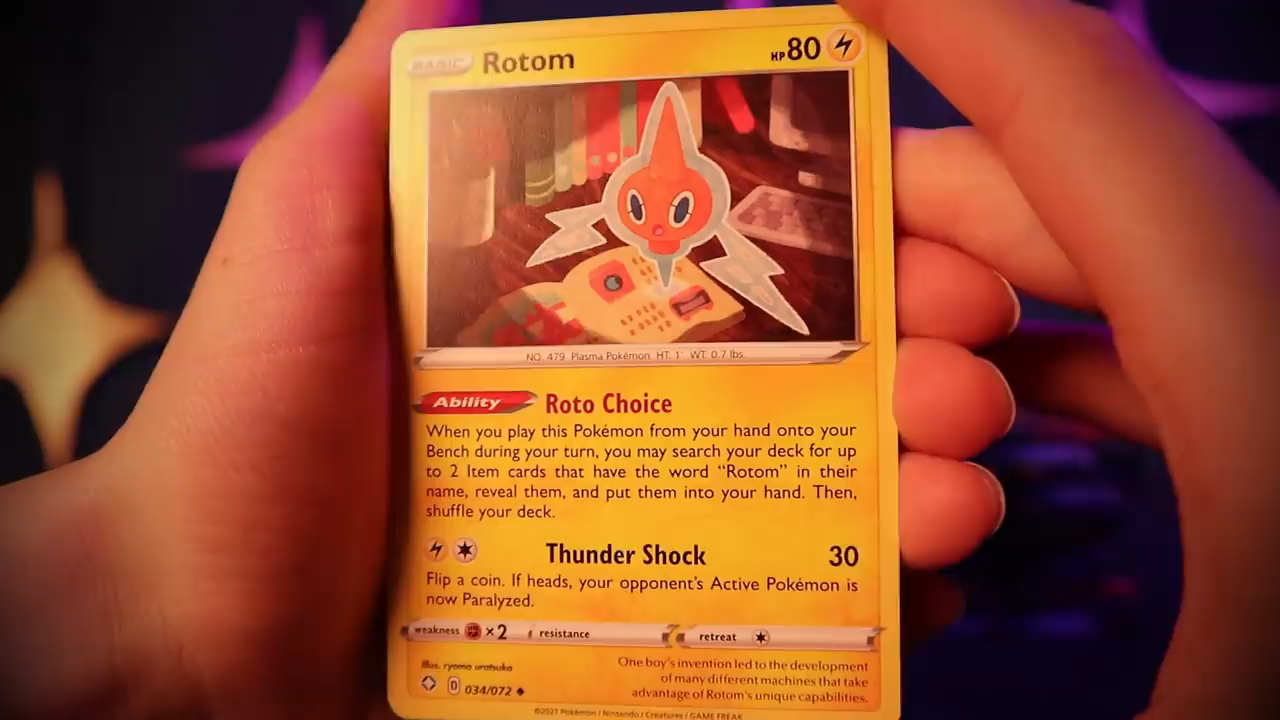 BASIC Rotom HP 80
NO. 479 Plasma Pokémon HT: 1' WT: 0.7 lbs.
Ability Roto Choice
When you play this Pokémon from your hand onto your
Bench during your turn, you may search your deck for up
to 2 Item cards that have the word “Rotom” in their
name, reveal them, and put them into your hand. Then,
shuffle your deck.
Thunder Shock 30
Flip a coin. If heads, your opponent's Active Pokémon is
now Paralyzed.
weakness ×2 resistance retreat
Illus. ryoma uratsuka
D 034/072
One boy's invention led to the development
of many different machines that take
advantage of Rotom's unique capabilities.
©2021 Pokémon / Nintendo / Creatures / GAME FREAK